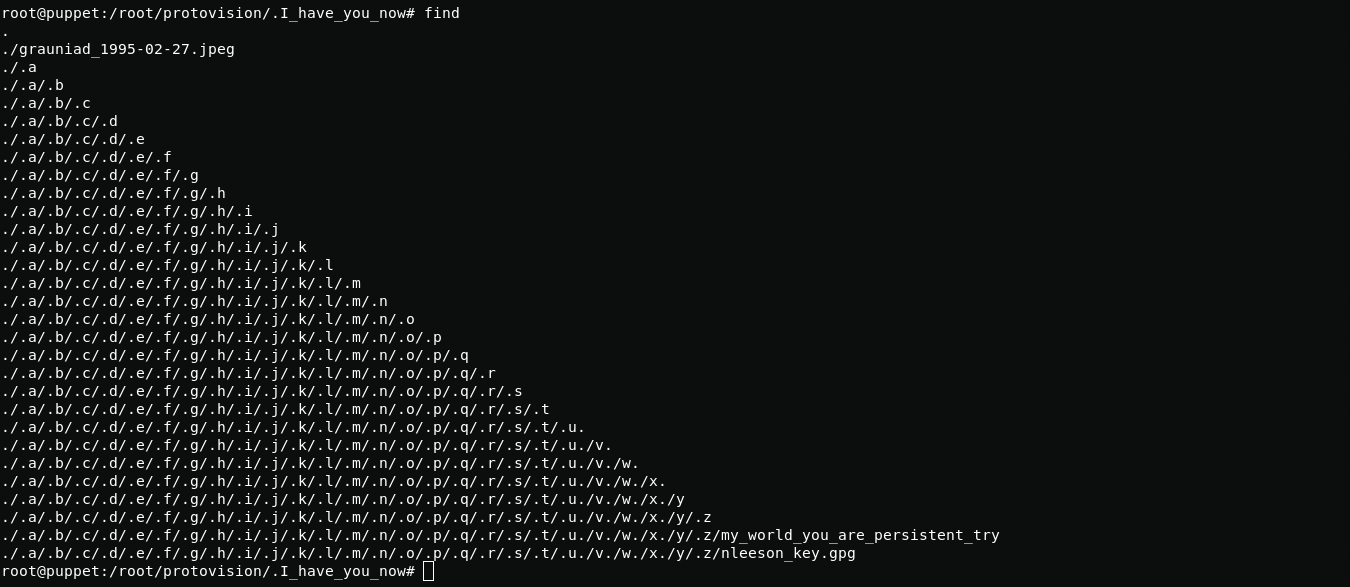 root@puppet:/root/protovision/.I_have_you_now# find
.
./grauniad_1995-02-27.jpeg
./.a
./.a/.b
./.a/.b/.c
./.a/.b/.c/.d
./.a/.b/.c/.d/.e
./.a/.b/.c/.d/.e/.f
./.a/.b/.c/.d/.e/.f/.g
./.a/.b/.c/.d/.e/.f/.g/.h
./.a/.b/.c/.d/.e/.f/.g/.h/.i
./.a/.b/.c/.d/.e/.f/.g/.h/.i/.j
./.a/.b/.c/.d/.e/.f/.g/.h/.i/.j/.k
./.a/.b/.c/.d/.e/.f/.g/.h/.i/.j/.k/.l
./.a/.b/.c/.d/.e/.f/.g/.h/.i/.j/.k/.l/.m
./.a/.b/.c/.d/.e/.f/.g/.h/.i/.j/.k/.l/.m/.n
./.a/.b/.c/.d/.e/.f/.g/.h/.i/.j/.k/.l/.m/.n/.o
./.a/.b/.c/.d/.e/.f/.g/.h/.i/.j/.k/.l/.m/.n/.o/.p
./.a/.b/.c/.d/.e/.f/.g/.h/.i/.j/.k/.l/.m/.n/.o/.p/.q
./.a/.b/.c/.d/.e/.f/.g/.h/.i/.j/.k/.l/.m/.n/.o/.p/.q/.r
./.a/.b/.c/.d/.e/.f/.g/.h/.i/.j/.k/.l/.m/.n/.o/.p/.q/.r/.s
./.a/.b/.c/.d/.e/.f/.g/.h/.i/.j/.k/.l/.m/.n/.o/.p/.q/.r/.s/.t
./.a/.b/.c/.d/.e/.f/.g/.h/.i/.j/.k/.l/.m/.n/.o/.p/.q/.r/.s/.t/.u.
./.a/.b/.c/.d/.e/.f/.g/.h/.i/.j/.k/.l/.m/.n/.o/.p/.q/.r/.s/.t/.u./v.
./.a/.b/.c/.d/.e/.f/.g/.h/.i/.j/.k/.l/.m/.n/.o/.p/.q/.r/.s/.t/.u./v./w.
./.a/.b/.c/.d/.e/.f/.g/.h/.i/.j/.k/.l/.m/.n/.o/.p/.q/.r/.s/.t/.u./v./w./x.
./.a/.b/.c/.d/.e/.f/.g/.h/.i/.j/.k/.l/.m/.n/.o/.p/.q/.r/.s/.t/.u./v./w./x./y
./.a/.b/.c/.d/.e/.f/.g/.h/.i/.j/.k/.l/.m/.n/.o/.p/.q/.r/.s/.t/.u./v./w./x./y/.z
./.a/.b/.c/.d/.e/.f/.g/.h/.i/.j/.k/.l/.m/.n/.o/.p/.q/.r/.s/.t/.u./v./w./x./y/.z/my_world_you_are_persistent_try
./.a/.b/.c/.d/.e/.f/.g/.h/.i/.j/.k/.l/.m/.n/.o/.p/.q/.r/.s/.t/.u./v./w./x./y/.z/nleeson_key.gpg
root@puppet:/root/protovision/.I_have_you_now#